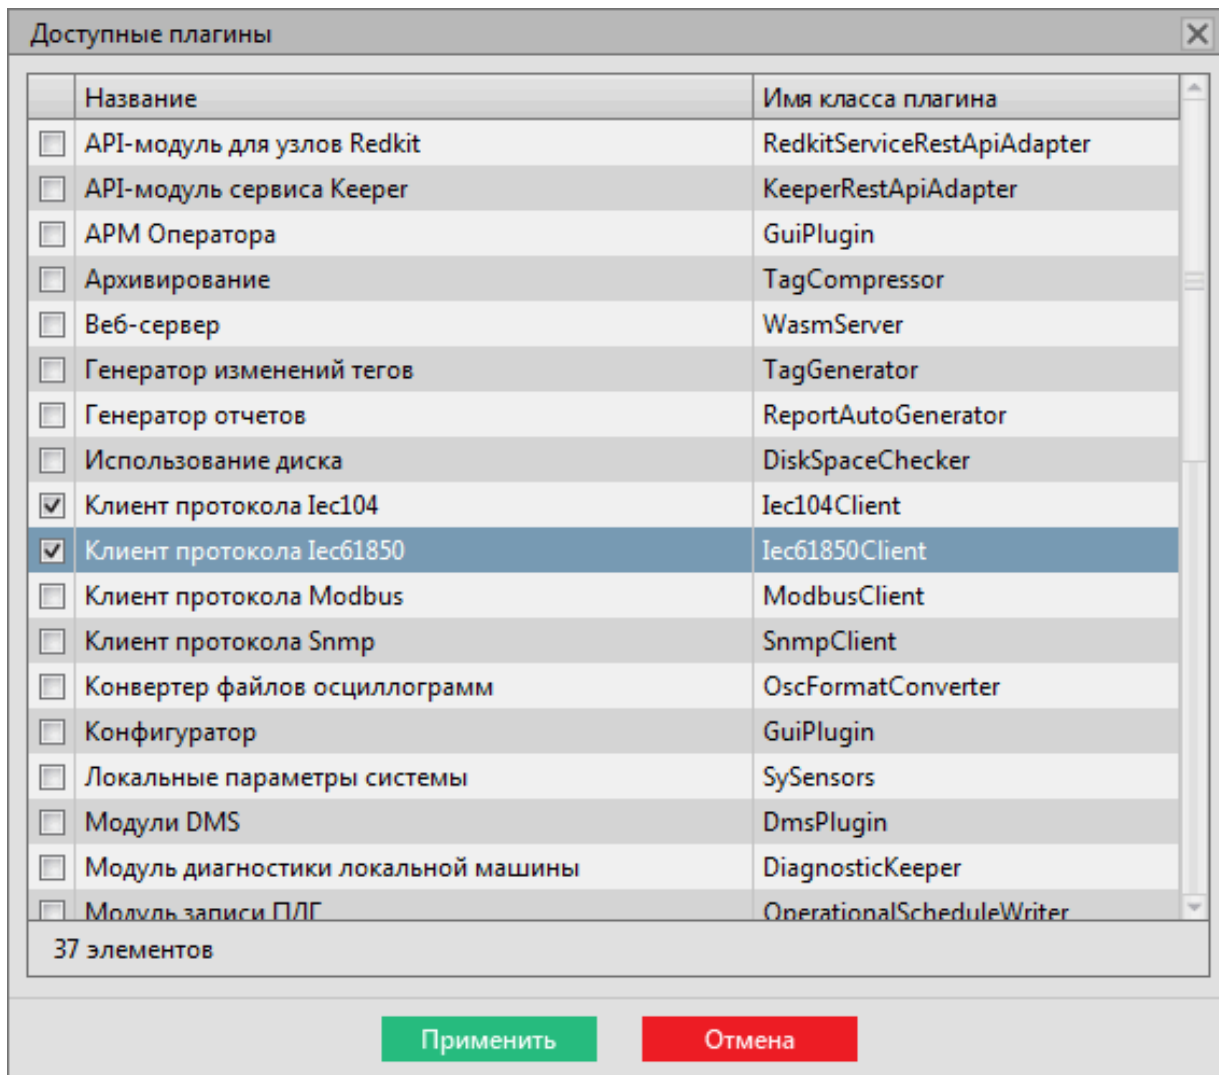 Доступные плагины
Название Имя класса плагина
API-модуль для узлов Redkit RedkitServiceRestApiAdapter
API-модуль сервиса Keeper KeeperRestApiAdapter
АРМ Оператора GuiPlugin
Архивирование TagCompressor
Веб-сервер WasmServer
Генератор изменений тегов TagGenerator
Генератор отчетов ReportAutoGenerator
Использование диска DiskSpaceChecker
Клиент протокола Iec104 Iec104Client
Клиент протокола Iec61850 Iec61850Client
Клиент протокола Modbus ModbusClient
Клиент протокола Snmp SnmpClient
Конвертер файлов осциллограмм OscFormatConverter
Конфигуратор GuiPlugin
Локальные параметры системы SySensors
Модули DMS DmsPlugin
Модуль диагностики локальной машины DiagnosticKeeper
Модуль записи ПДГ OperationalScheduleWriter
37 элементов
Применить Отмена